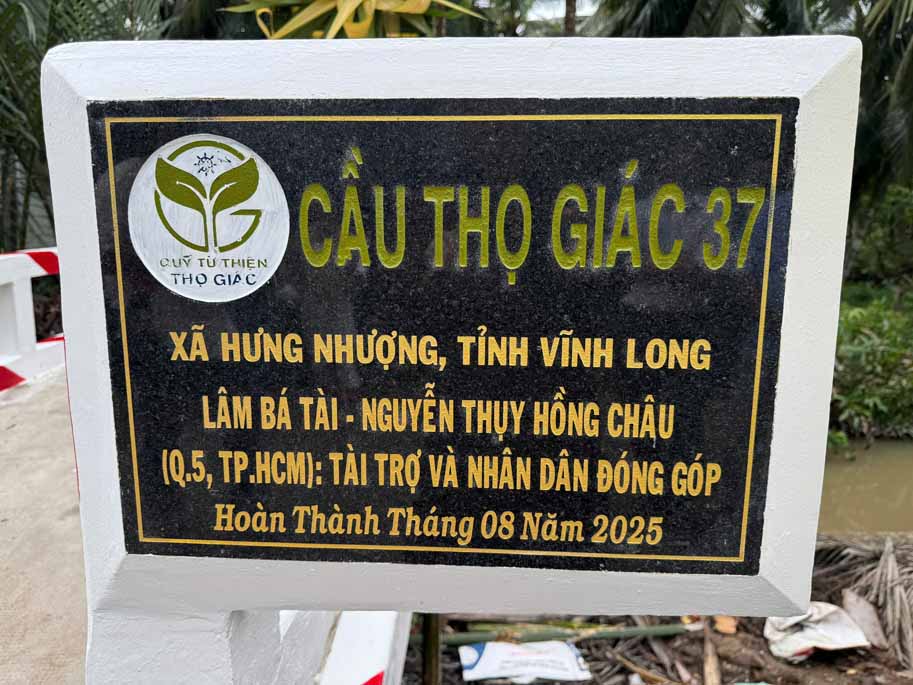 QUỸ TỪ THIỆN
THỌ GIÁC
CẦU THỌ GIÁC 37
XÃ HƯNG NHƯỢNG, TỈNH VĨNH LONG
LÂM BÁ TÀI - NGUYỄN THỤY HỒNG CHÂU
(Q.5, TP.HCM): TÀI TRỢ VÀ NHÂN DÂN ĐÓNG GÓP
Hoàn Thành Tháng 08 Năm 2025